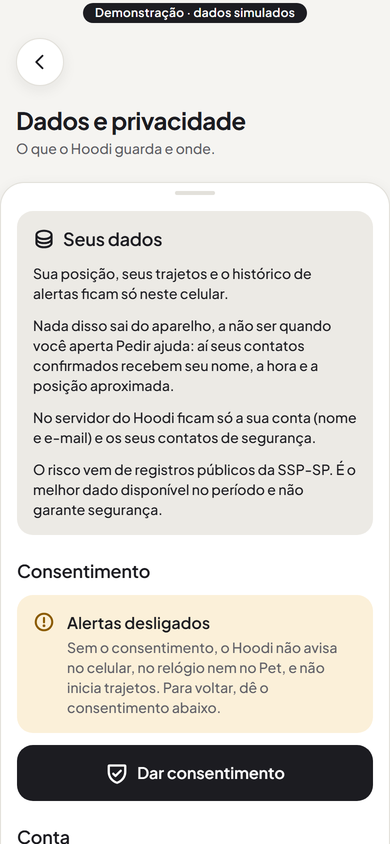 Demonstração · dados simulados
Dados e privacidade
O que o Hoodi guarda e onde.
Seus dados
Sua posição, seus trajetos e o histórico de
alertas ficam só neste celular.
Nada disso sai do aparelho, a não ser quando
você aperta Pedir ajuda: aí seus contatos
confirmados recebem seu nome, a hora e a
posição aproximada.
No servidor do Hoodi ficam só a sua conta (nome
e e-mail) e os seus contatos de segurança.
O risco vem de registros públicos da SSP-SP. É o
melhor dado disponível no período e não
garante segurança.
Consentimento
Alertas desligados
Sem o consentimento, o Hoodi não avisa
no celular, no relógio nem no Pet, e não
inicia trajetos. Para voltar, dê o
consentimento abaixo.
Dar consentimento
Conta